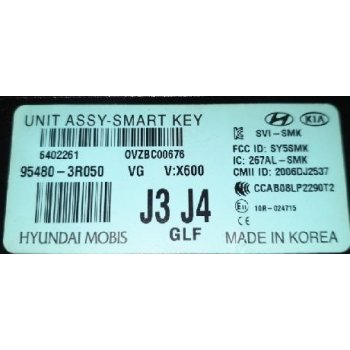 UNIT ASSY-SMART KEY
KIA
SVI-SMK
5402261 OVZBC00676
FCC ID: SY5SMK
IC: 267AL-SMK
95480-3R050 VG V:X600
CMII ID: 2006DJ2537
CCAB08LP2290T2
J3 J4
10R-024715
HYUNDAI MOBIS
GLF
MADE IN KOREA